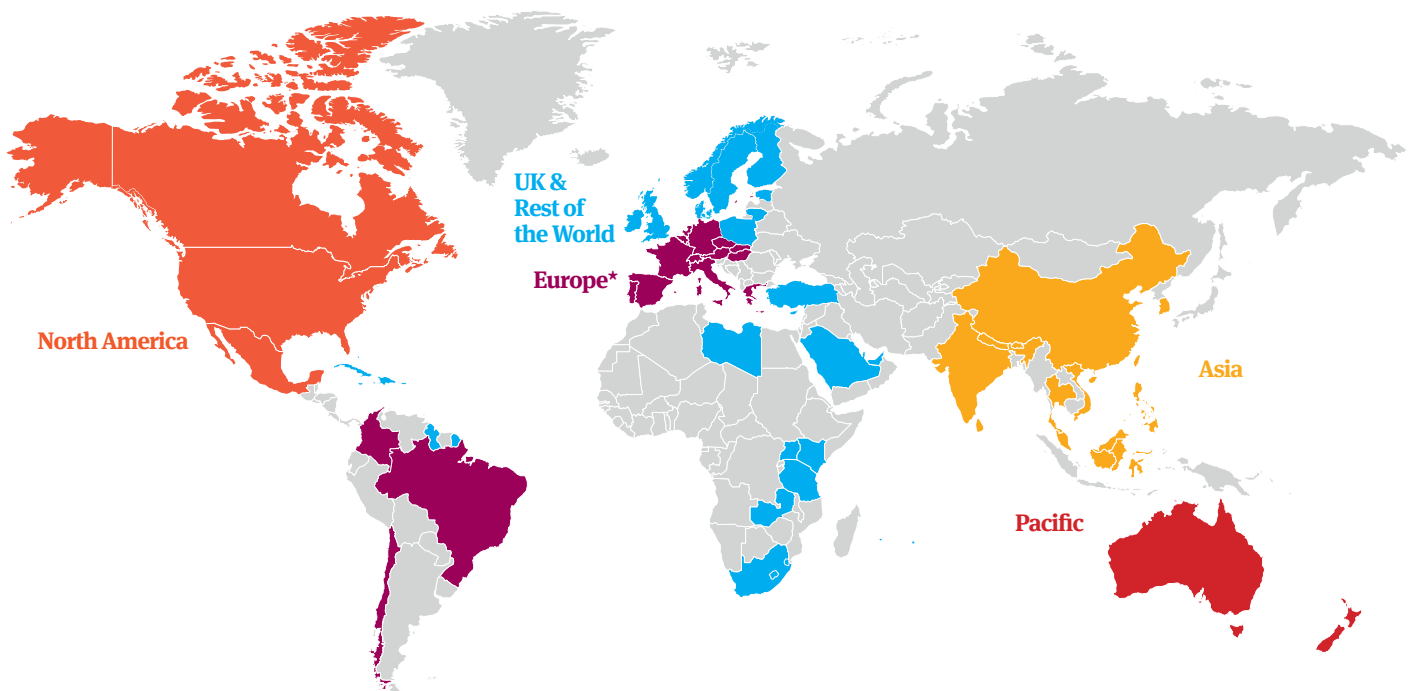 UK &
Rest of
the World
Europe*
North America
Asia
Pacific